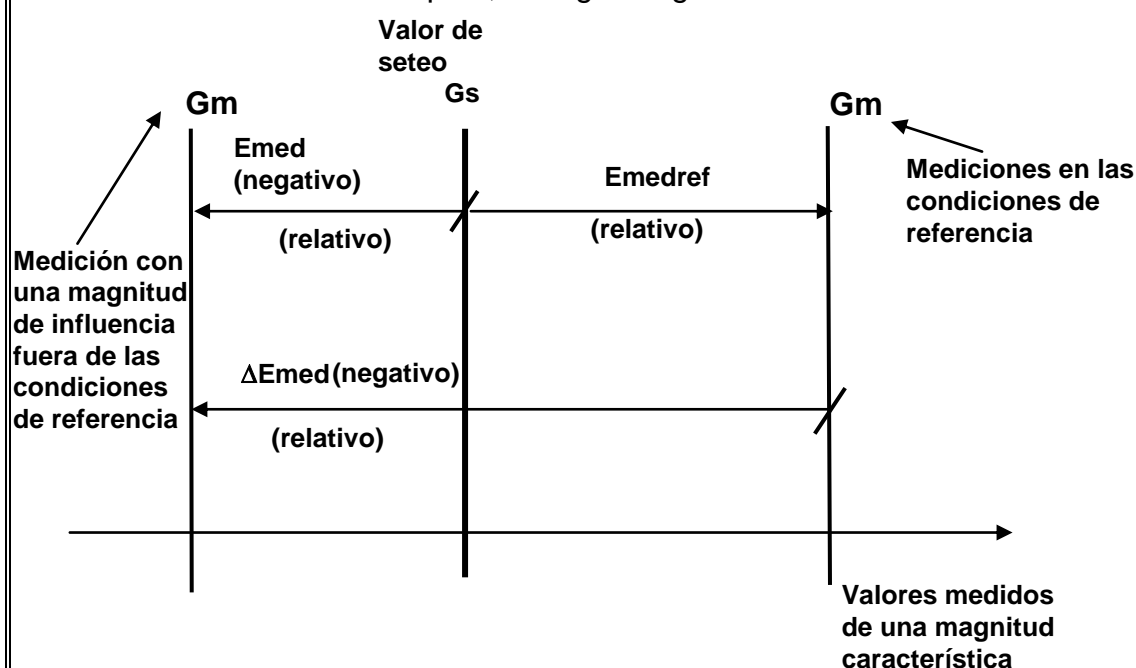 Valor de
seteo
Gs
Gm
Gm
Emed
(negativo)
(relativo)
Emedref
(relativo)
Mediciones en las
condiciones de
referencia
Medición con
una magnitud
de influencia
fuera de las
condiciones
de referencia
ΔEmed (negativo)
(relativo)
Valores medidos
de una magnitud
característica